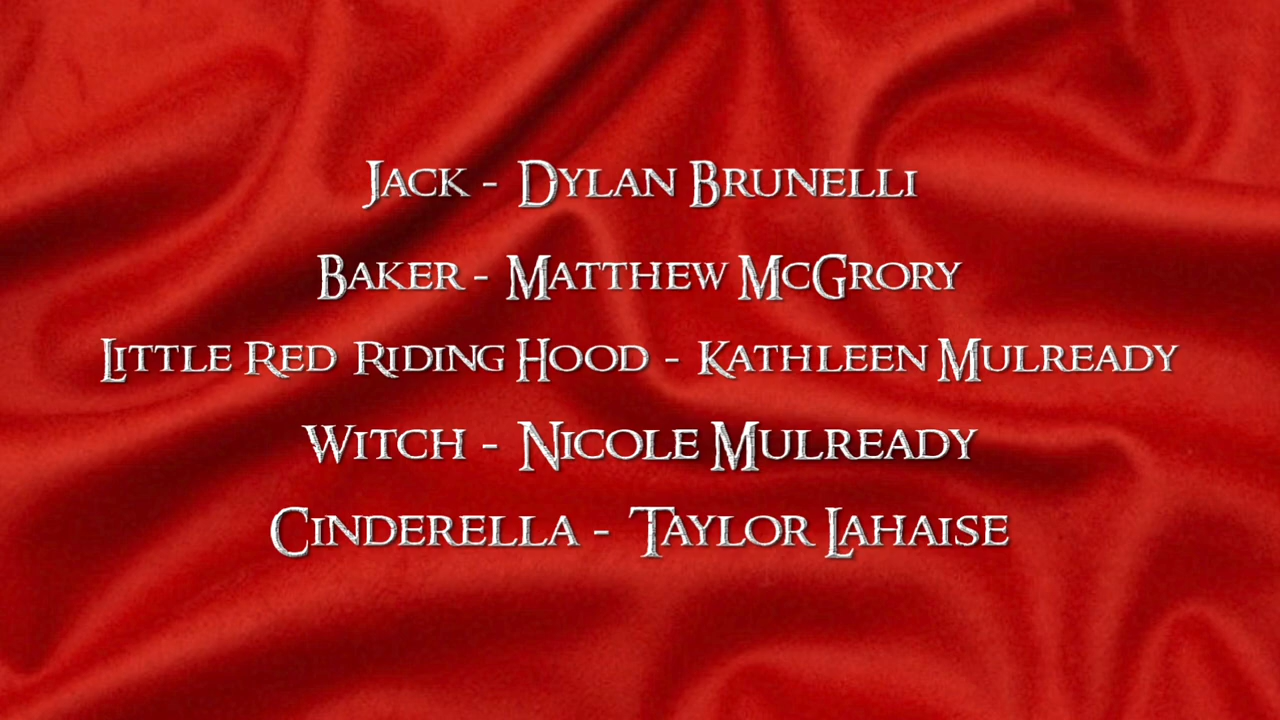 Jack - Dylan Brunelli
Baker - Matthew McGrory
Little Red Riding Hood - Kathleen Mulready
Witch - Nicole Mulready
Cinderella - Taylor Lahaise